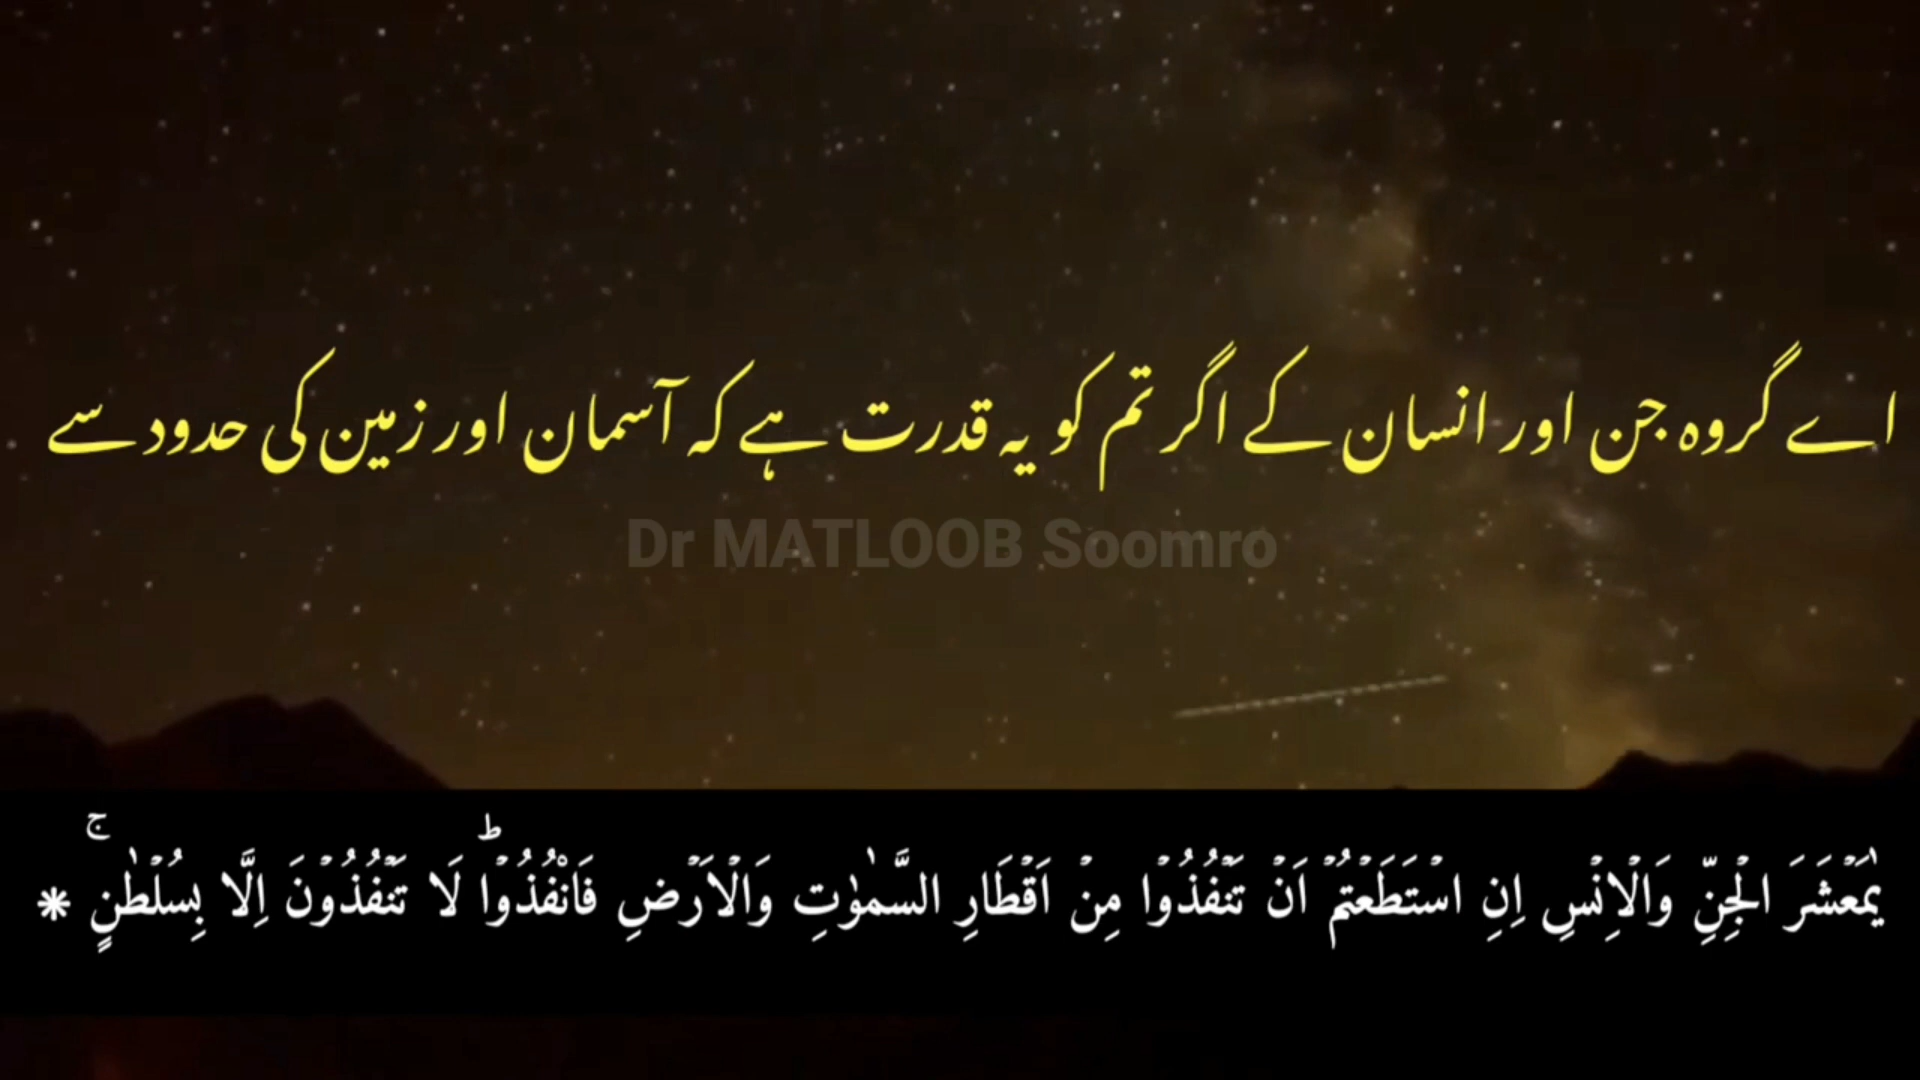 اے گروہ جن اور انسان کے اگر تم کو یہ قدرت ہے کہ آسمان اور زمین کی حدود سے
Dr MATLOOB Soomro
یٰمَعۡشَرَ الۡجِنِّ وَالۡاِنۡسِ اِنِ اسۡتَطَعۡتُمۡ اَنۡ تَنۡفُذُوۡا مِنۡ اَقۡطَارِ السَّمٰوٰتِ وَالۡاَرۡضِ فَانْفُذُوۡاؕ لَا تَنۡفُذُوۡنَ اِلَّا بِسُلۡطٰنٍۚ *